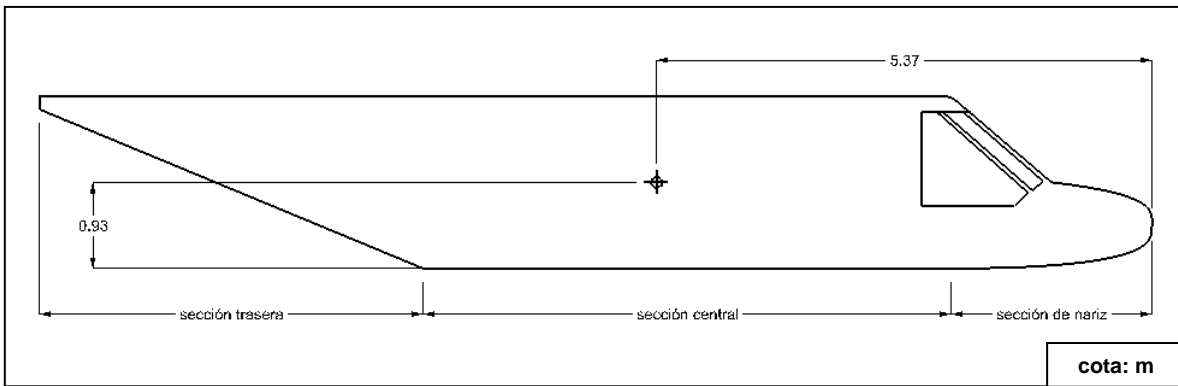 5.37
0.93
sección trasera
sección central
sección de nariz
cota: m